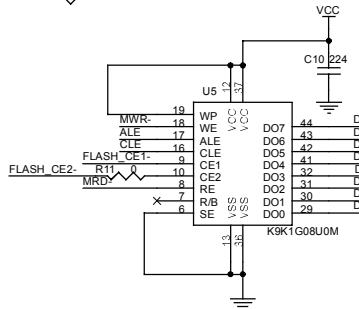 VCC
C10 224
U5
12
37
VCC
VCC
19 WP
MWR- 18 WE DO7 44 D
ALE 17 ALE DO6 43 D
CLE 16 CLE DO5 42 D
FLASH_CE1- 9 CE1 DO4 41 D
FLASH_CE2- R11 0 10 CE2 DO3 32 D
MRD- 8 RE DO2 31 D
7 R/B DO1 30 D
6 SE DO0 29 D
VSS
VSS
K9K1G08U0M
13
36